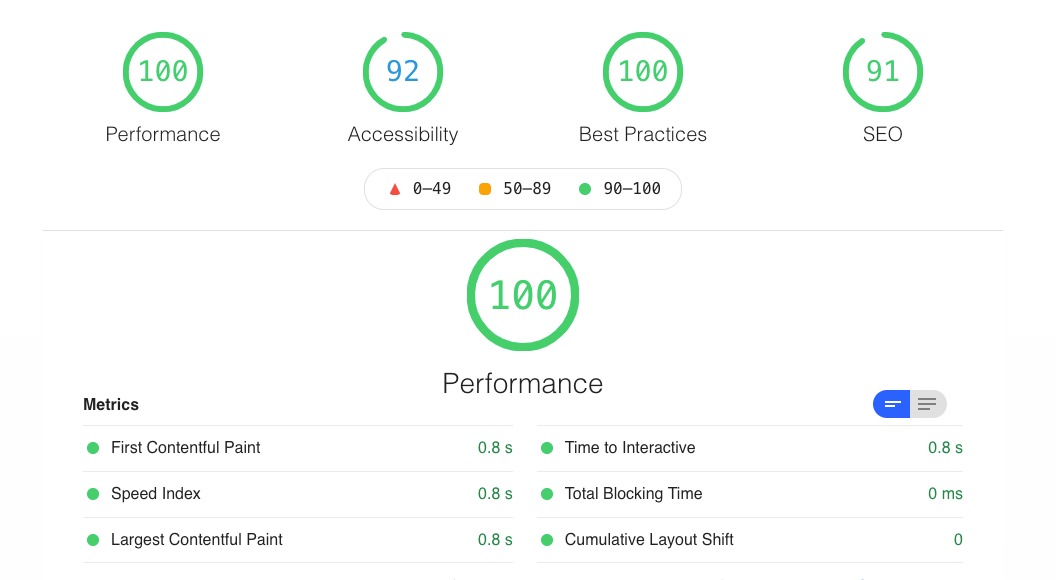 100 92 100 91
Performance Accessibility Best Practices SEO
0–49 50–89 90–100
100
Performance
Metrics
First Contentful Paint 0.8 s Time to Interactive 0.8 s
Speed Index 0.8 s Total Blocking Time 0 ms
Largest Contentful Paint 0.8 s Cumulative Layout Shift 0